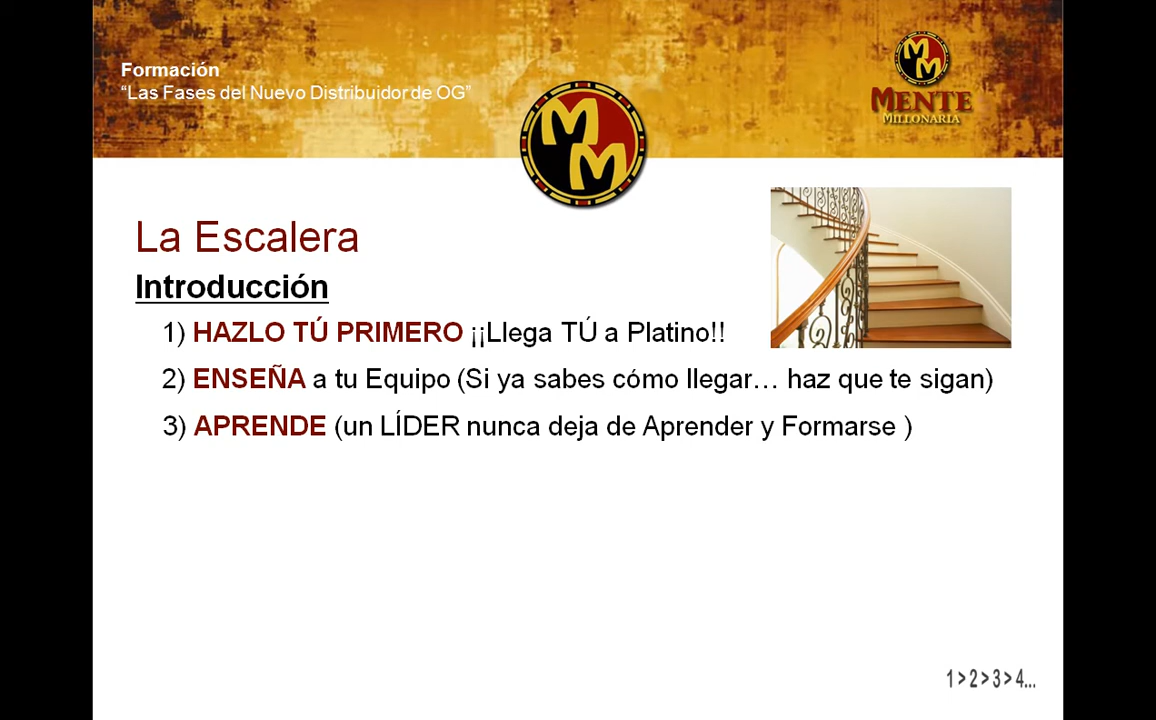 Formación
“Las Fases del Nuevo Distribuidor de OG”
MM
MENTE
MILLONARIA
MM
La Escalera
Introducción
1) HAZLO TÚ PRIMERO ¡¡Llega TÚ a Platino!!
2) ENSEÑA a tu Equipo (Si ya sabes cómo llegar… haz que te sigan)
3) APRENDE (un LÍDER nunca deja de Aprender y Formarse )
1>2>3>4...